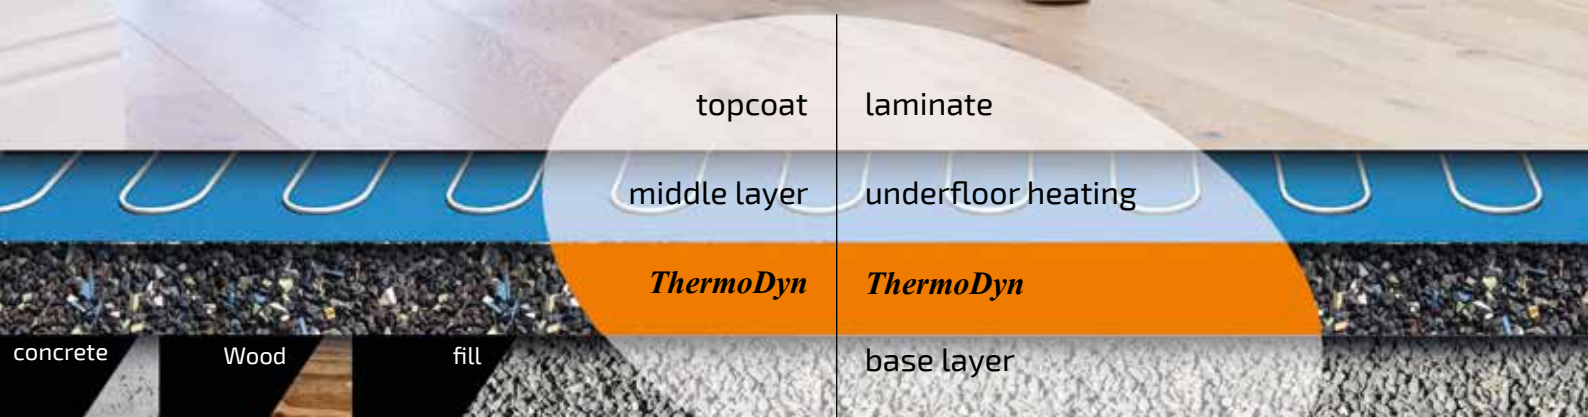 topcoat laminate
middle layer underfloor heating
ThermoDyn ThermoDyn
concrete Wood fill base layer